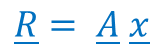 R = A x